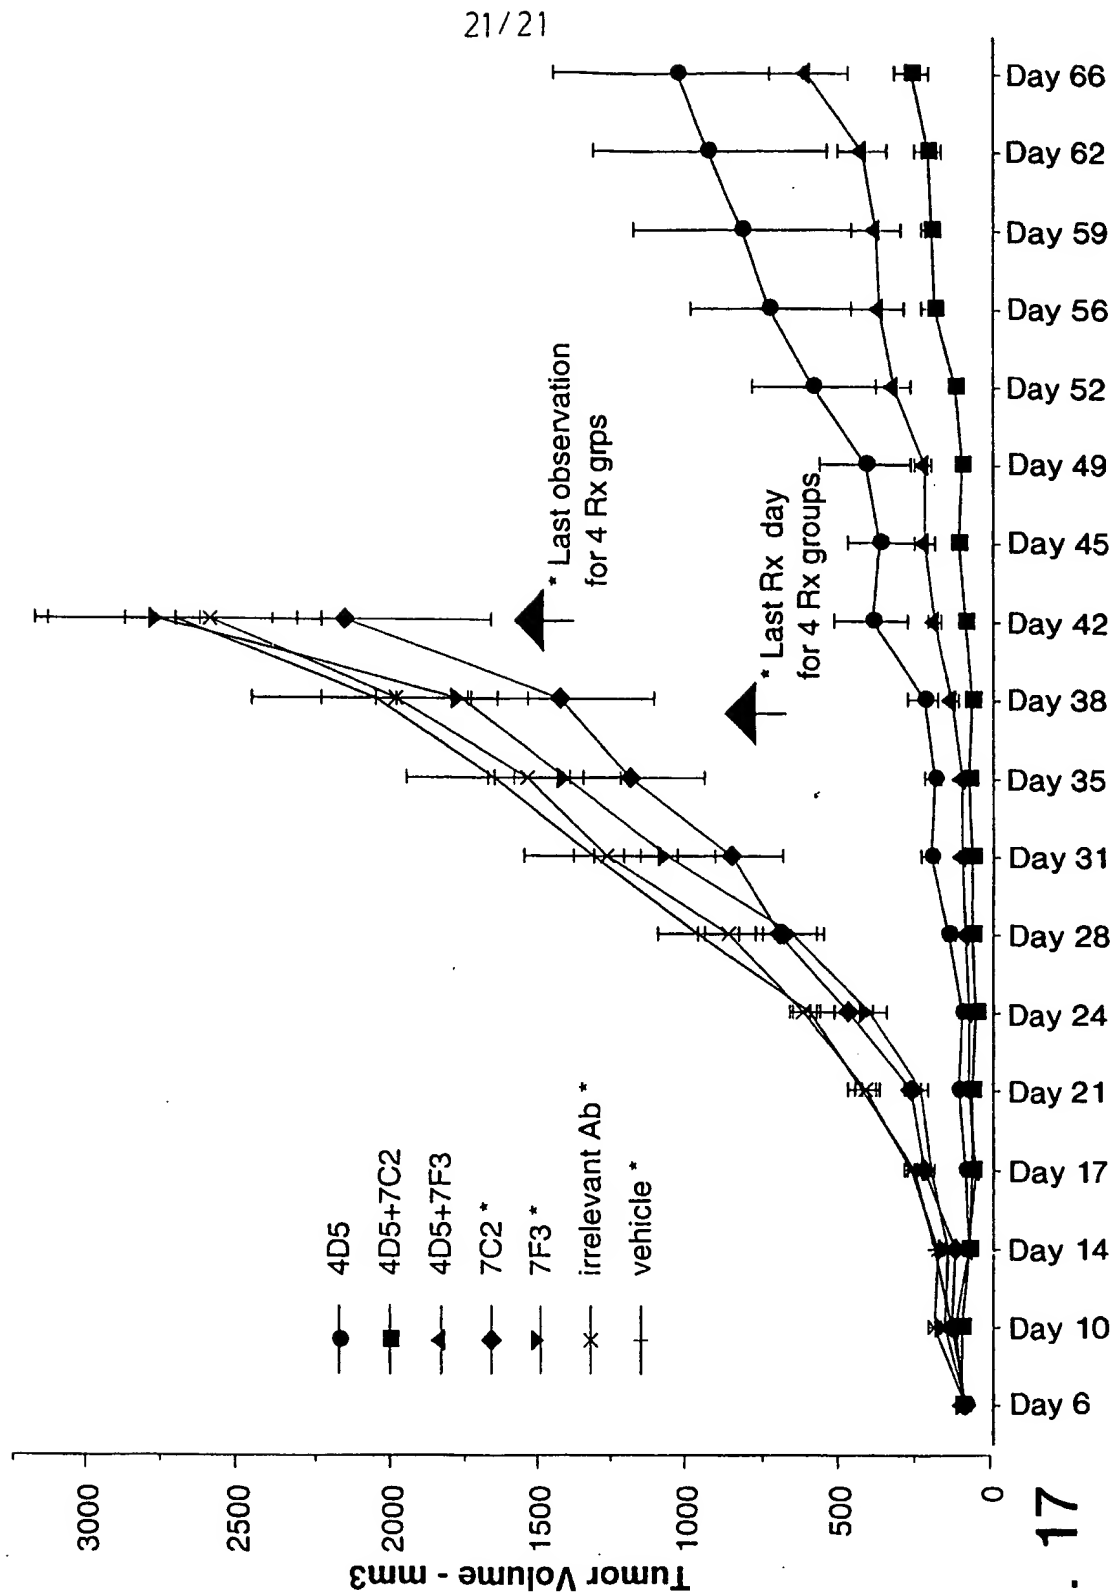 21/21
Tumor Volume - mm3
3000
2500
2000
1500
1000
500
0
4D5
4D5+7C2
4D5+7F3
7C2 *
7F3 *
irrelevant Ab *
vehicle *
* Last observation
for 4 Rx grps
* Last Rx day
for 4 Rx groups
Day 6
Day 10
Day 14
Day 17
Day 21
Day 24
Day 28
Day 31
Day 35
Day 38
Day 42
Day 45
Day 49
Day 52
Day 56
Day 59
Day 62
Day 66
. 17